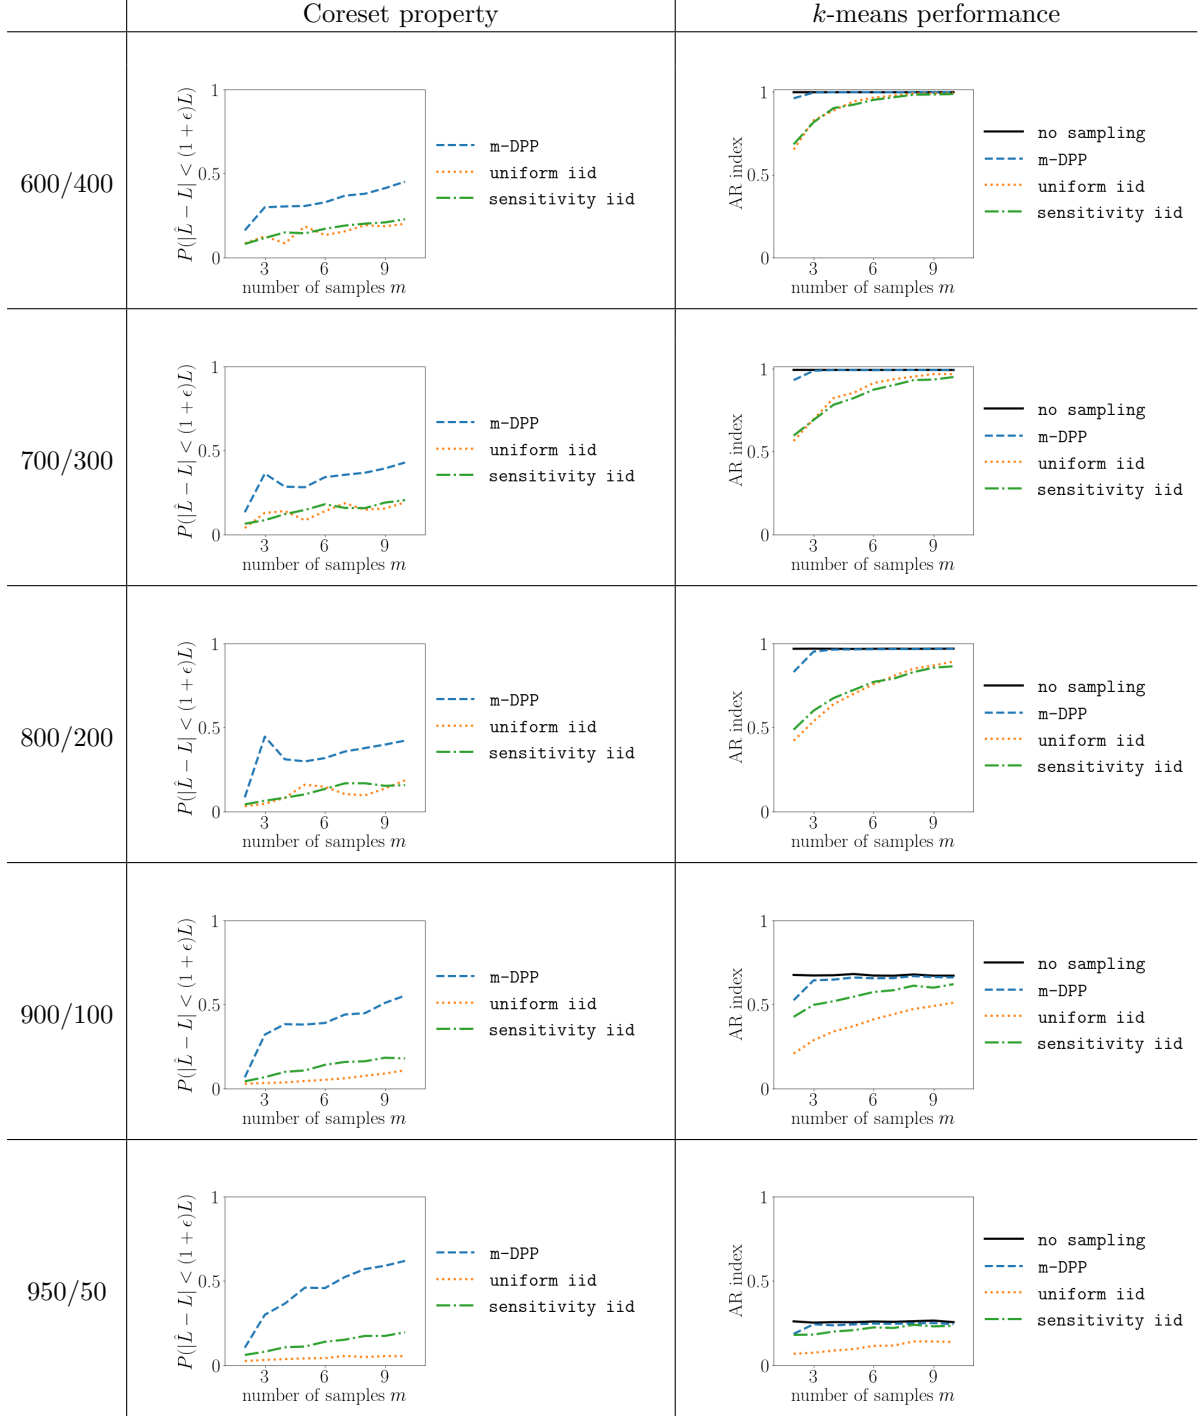 Coreset property
k-means performance
600/400
P(|L̂ − L| < (1 + ϵ)L)
1
0.5
0
3 6 9
number of samples m
m-DPP
uniform iid
sensitivity iid
AR index
1
0.5
0
3 6 9
number of samples m
no sampling
m-DPP
uniform iid
sensitivity iid
700/300
P(|L̂ − L| < (1 + ϵ)L)
1
0.5
0
3 6 9
number of samples m
m-DPP
uniform iid
sensitivity iid
AR index
1
0.5
0
3 6 9
number of samples m
no sampling
m-DPP
uniform iid
sensitivity iid
800/200
P(|L̂ − L| < (1 + ϵ)L)
1
0.5
0
3 6 9
number of samples m
m-DPP
uniform iid
sensitivity iid
AR index
1
0.5
0
3 6 9
number of samples m
no sampling
m-DPP
uniform iid
sensitivity iid
900/100
P(|L̂ − L| < (1 + ϵ)L)
1
0.5
0
3 6 9
number of samples m
m-DPP
uniform iid
sensitivity iid
AR index
1
0.5
0
3 6 9
number of samples m
no sampling
m-DPP
uniform iid
sensitivity iid
950/50
P(|L̂ − L| < (1 + ϵ)L)
1
0.5
0
3 6 9
number of samples m
m-DPP
uniform iid
sensitivity iid
AR index
1
0.5
0
3 6 9
number of samples m
no sampling
m-DPP
uniform iid
sensitivity iid